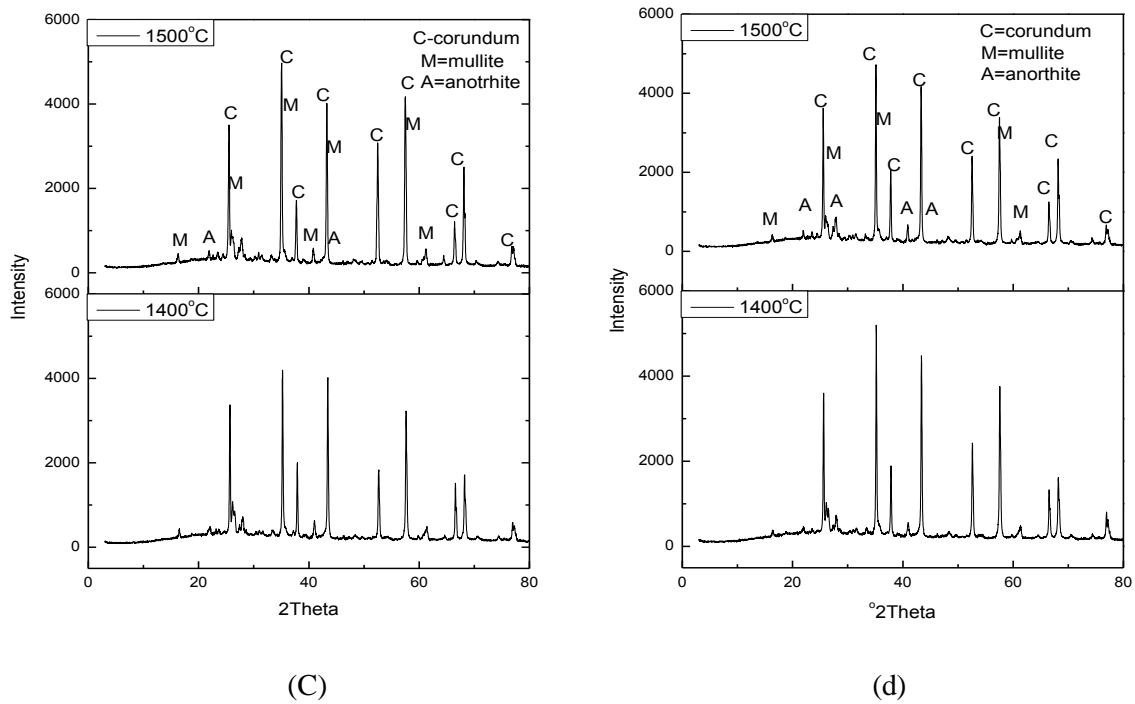 6000
1500°C
C-corundum
M=mullite
A=anotrhite
C
C
M
C
C
M
C
M
M
C
C
M
A
C
M
A
M
C
C
4000
2000
0
Intensity
6000
1400°C
4000
2000
0
0
20
40
60
80
2Theta
(C)
6000
1500°C
C=corundum
M=mullite
A=anorthite
C
C
C
C
M
M
C
C
M
C
M
A
A
A
A
M
C
C
4000
2000
0
Intensity
6000
1400°C
4000
2000
0
0
20
40
60
80
°2Theta
(d)